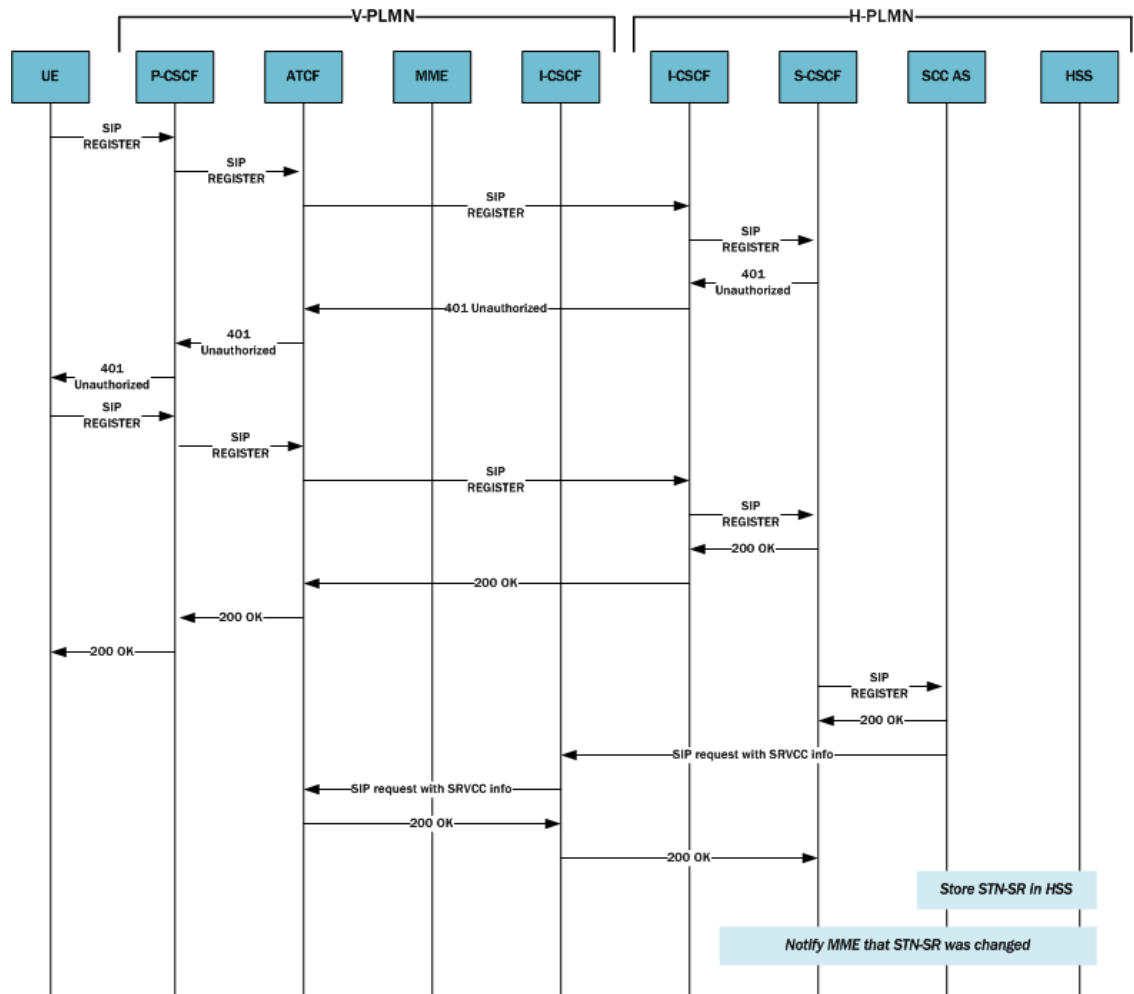 V-PLMN
H-PLMN
UE
P-CSCF
ATCF
MME
I-CSCF
I-CSCF
S-CSCF
SCC AS
HSS
SIP
REGISTER
SIP
REGISTER
SIP
REGISTER
SIP
REGISTER
401
Unauthorized
401 Unauthorized
401
Unauthorized
401
Unauthorized
SIP
REGISTER
SIP
REGISTER
SIP
REGISTER
SIP
REGISTER
200 OK
200 OK
200 OK
200 OK
SIP
REGISTER
200 OK
SIP request with SRVCC info
SIP request with SRVCC info
200 OK
200 OK
Store STN-SR in HSS
Notify MME that STN-SR was changed